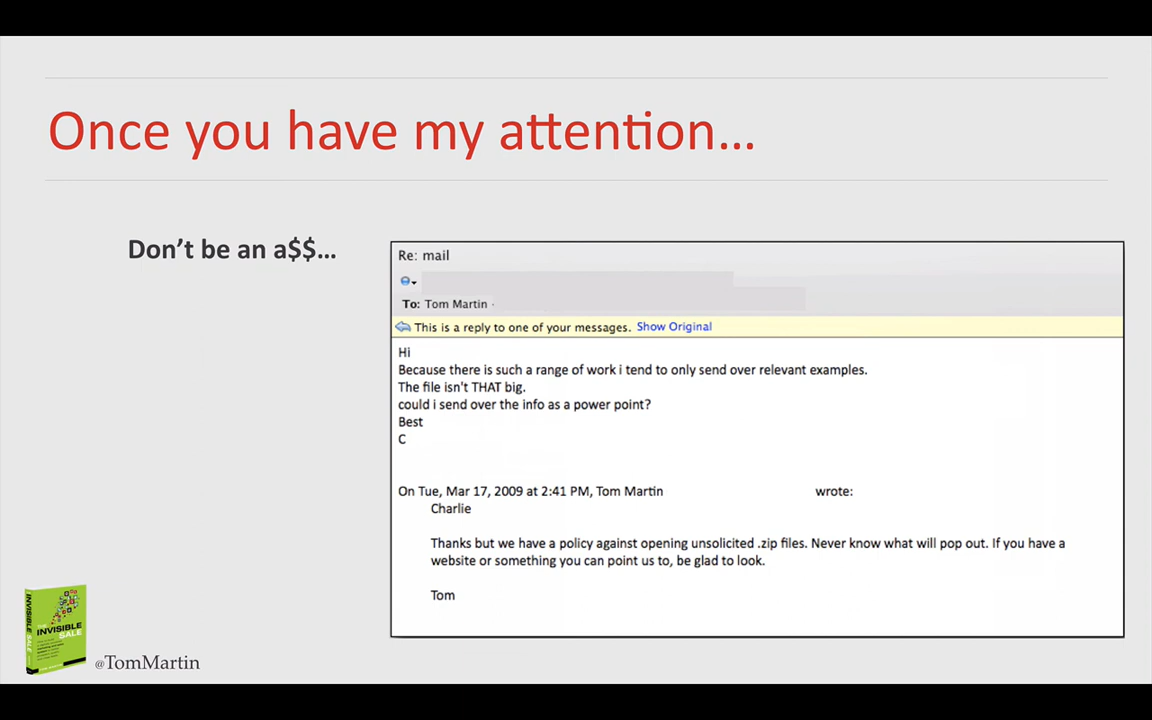 Once you have my attention...
Don't be an a$$...
Re: mail
To: Tom Martin
This is a reply to one of your messages. Show Original
Hi
Because there is such a range of work i tend to only send over relevant examples.
The file isn't THAT big.
could i send over the info as a power point?
Best
C
On Tue, Mar 17, 2009 at 2:41 PM, Tom Martin wrote:
Charlie
Thanks but we have a policy against opening unsolicited .zip files. Never know what will pop out. If you have a
website or something you can point us to, be glad to look.
Tom
INVISIBLE SALE
INVISIBLE
SALE
@TomMartin